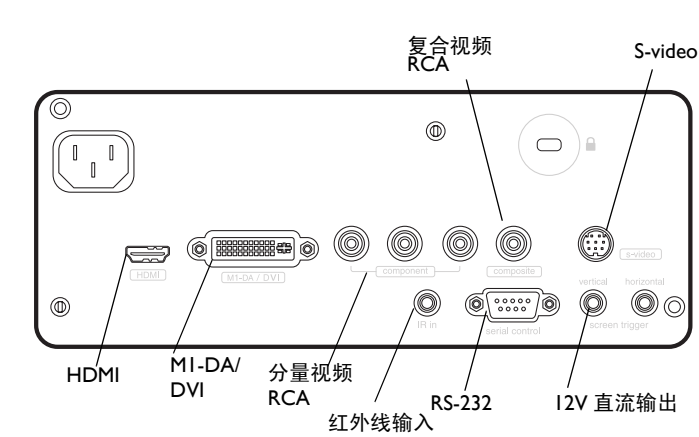 复合视频
RCA
S-video
HDMI
M1-DA / DVI
component
composite
s-video
vertical
horizontal
IR in
serial control
screen trigger
HDMI
M1-DA/
DVI
分量视频
RCA
红外线输入
RS-232
12V 直流输出